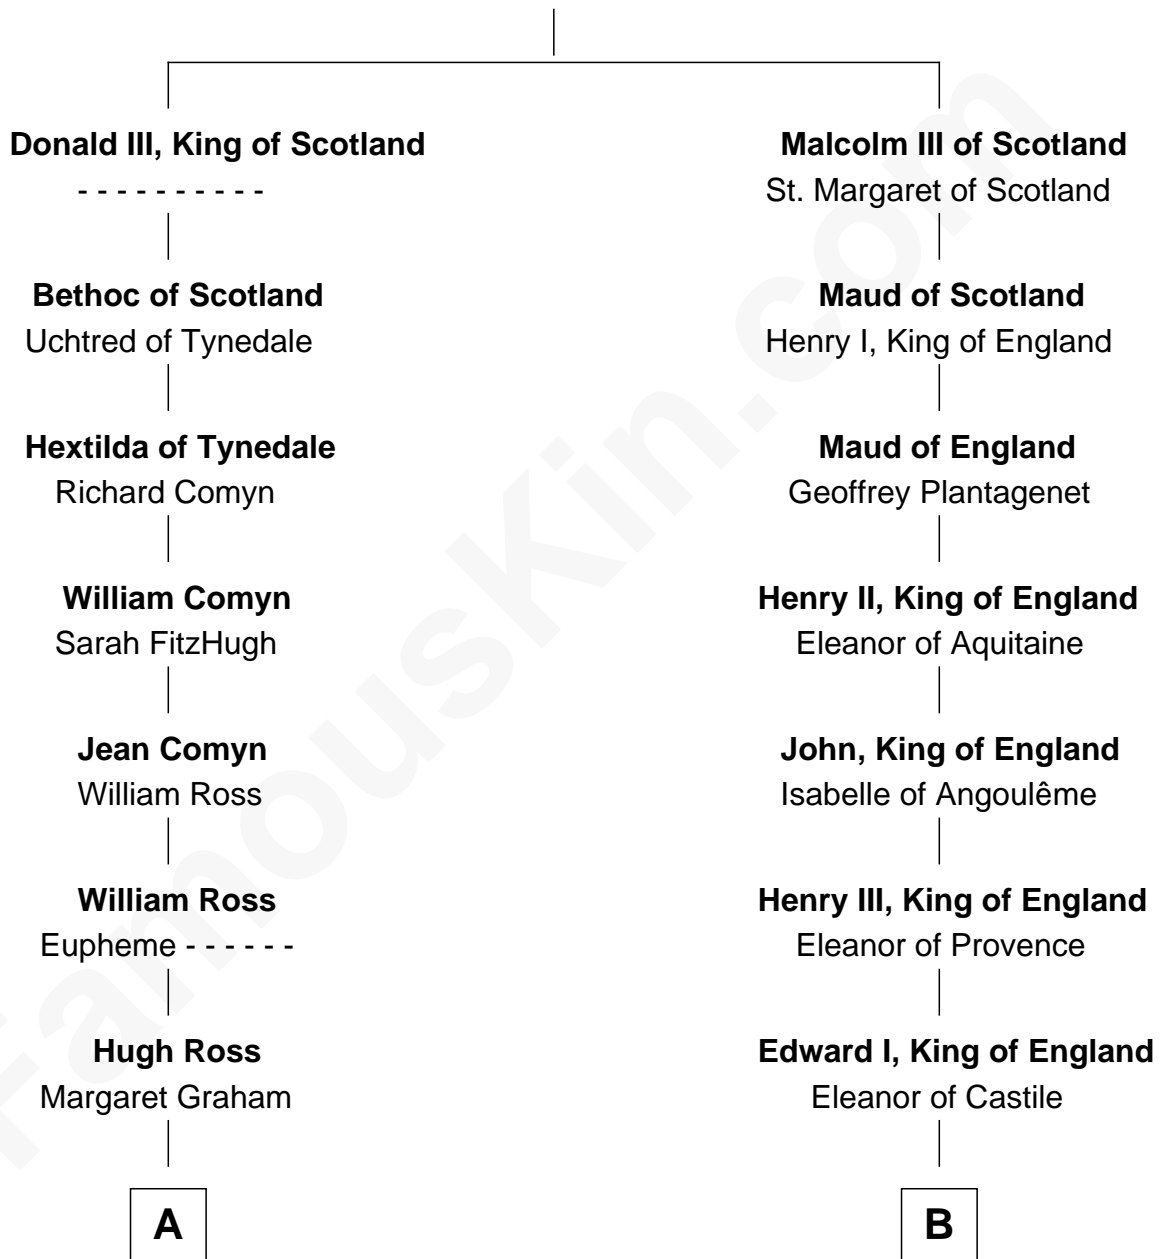 Donald III, King of Scotland
- - - - - - - - - -
Bethoc of Scotland
Uchtred of Tynedale
Hextilda of Tynedale
Richard Comyn
William Comyn
Sarah FitzHugh
Jean Comyn
William Ross
William Ross
Eupheme - - - - - -
Hugh Ross
Margaret Graham
A
Malcolm III of Scotland
St. Margaret of Scotland
Maud of Scotland
Henry I, King of England
Maud of England
Geoffrey Plantagenet
Henry II, King of England
Eleanor of Aquitaine
John, King of England
Isabelle of Angoulême
Henry III, King of England
Eleanor of Provence
Edward I, King of England
Eleanor of Castile
B
FamousKin.com